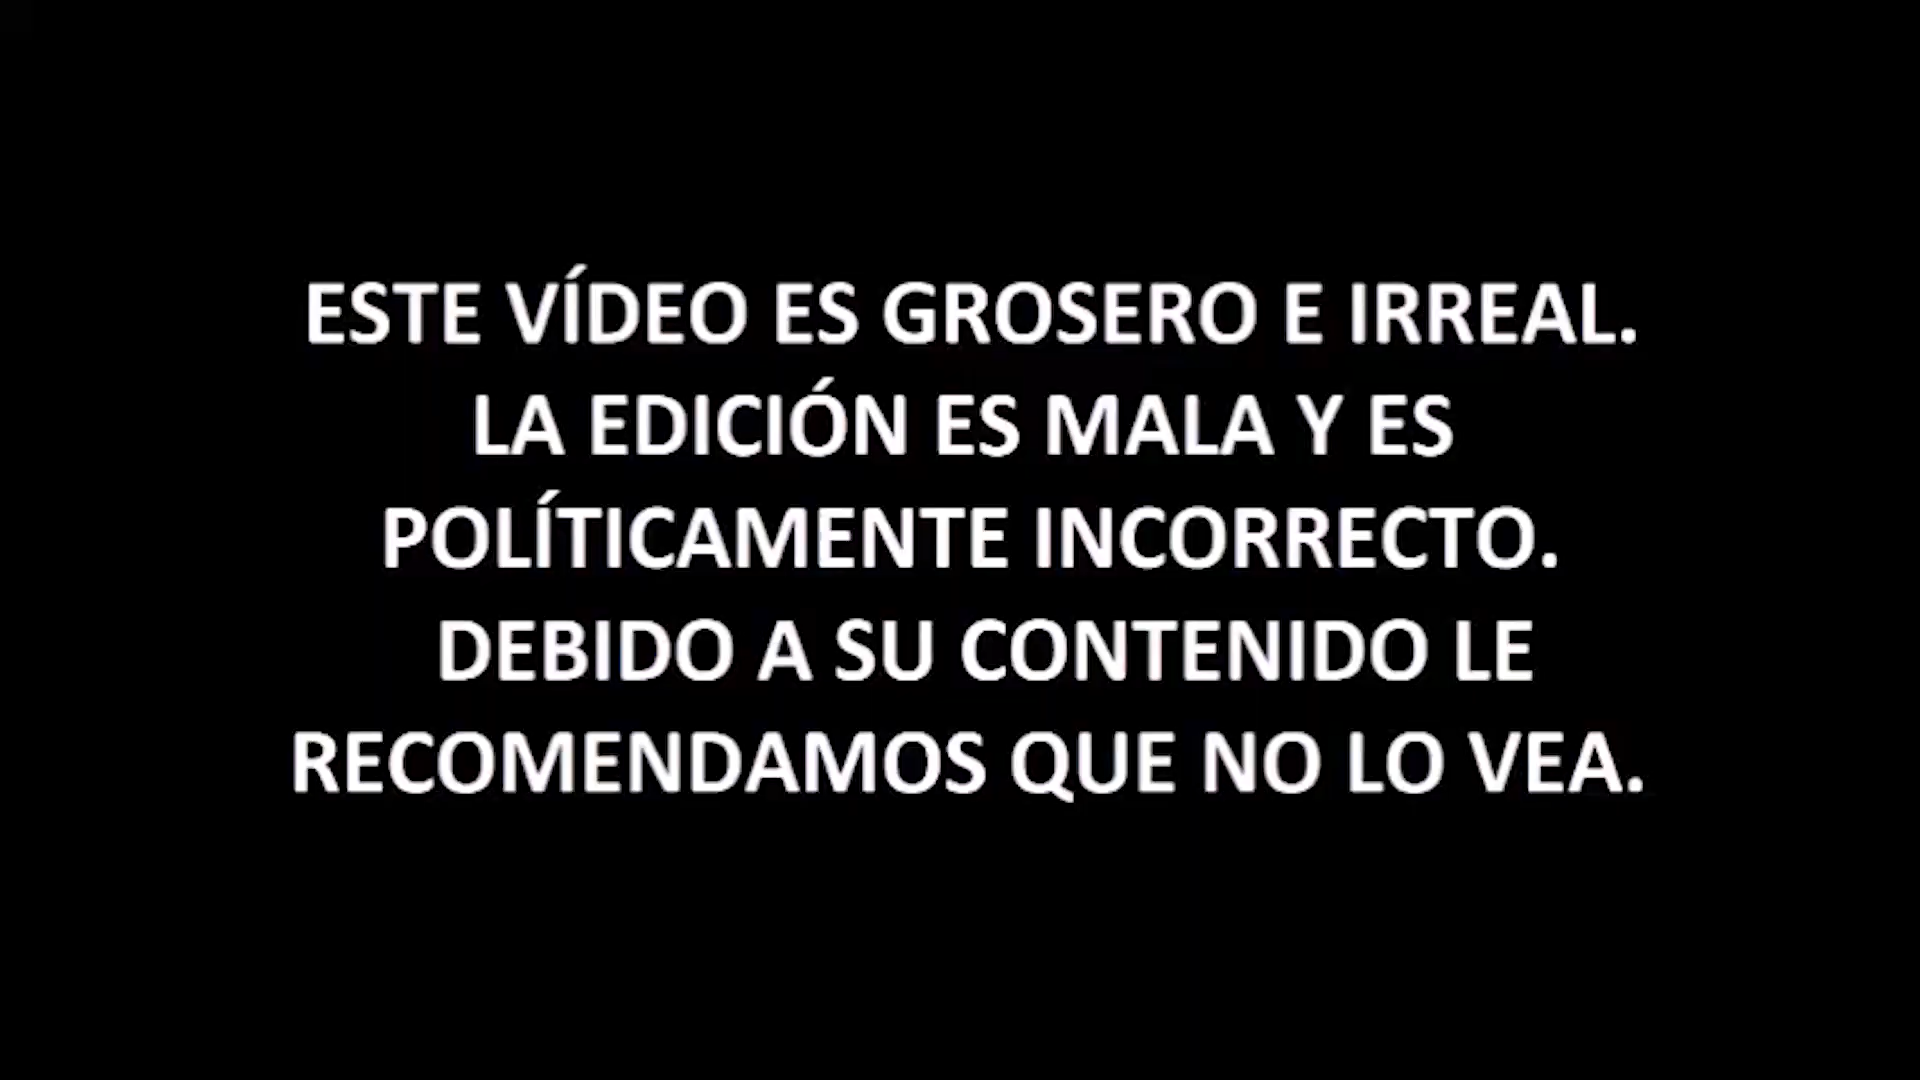 ESTE VÍDEO ES GROSERO E IRREAL.
LA EDICIÓN ES MALA Y ES
POLÍTICAMENTE INCORRECTO.
DEBIDO A SU CONTENIDO LE
RECOMENDAMOS QUE NO LO VEA.